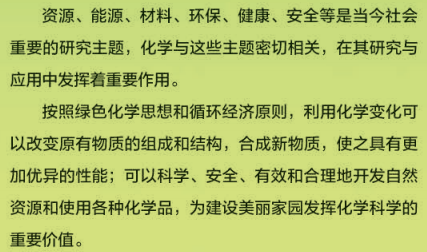 资源、能源、材料、环保、健康、安全等是当今社会
重要的研究主题，化学与这些主题密切相关，在其研究与
应用中发挥着重要作用。
按照绿色化学思想和循环经济原则，利用化学变化可
以改变原有物质的组成和结构，合成新物质，使之具有更
加优异的性能；可以科学、安全、有效和合理地开发自然
资源和使用各种化学品，为建设美丽家园发挥化学科学的
重要价值。